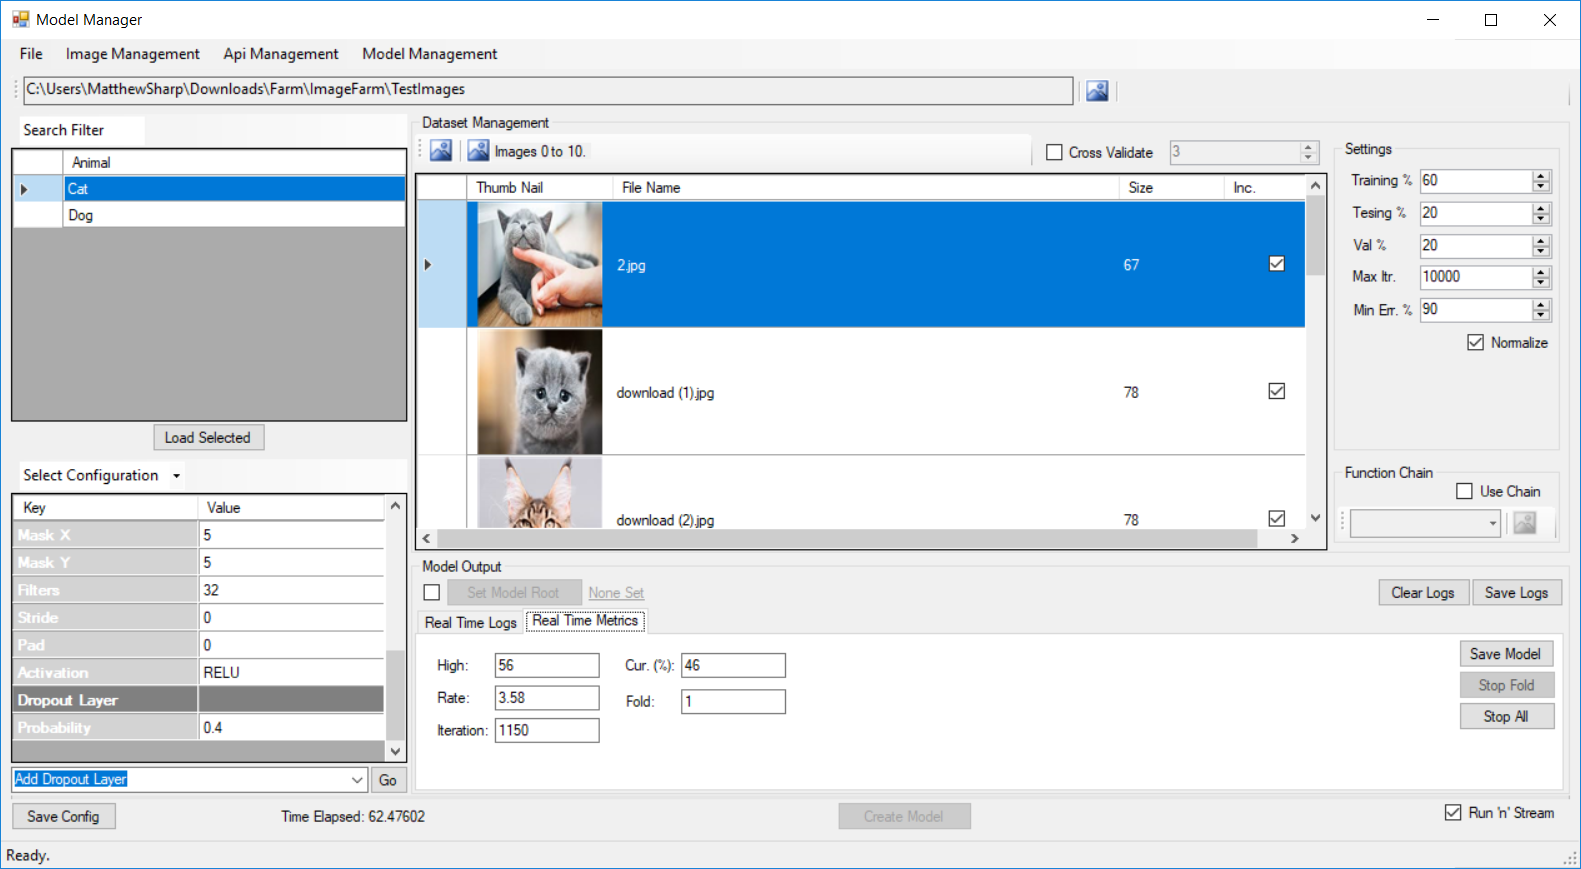 Model Manager
File Image Management Api Management Model Management
C:\Users\MatthewSharp\Downloads\Farm\ImageFarm\TestImages
Search Filter
Animal
Cat
Dog
Load Selected
Select Configuration
Key Value
Mask X 5
Mask Y 5
Filters 32
Stride 0
Pad 0
Activation RELU
Dropout Layer
Probability 0.4
Add Dropout Layer Go
Save Config
Time Elapsed: 62.47602
Dataset Management
Images 0 to 10.
Cross Validate 3
Thumb Nail File Name Size Inc.
2.jpg 67
download (1).jpg 78
download (2).jpg 78
Settings
Training % 60
Tesing % 20
Val % 20
Max Itr. 10000
Min Err. % 90
Normalize
Function Chain
Use Chain
Model Output
Set Model Root None Set
Clear Logs Save Logs
Real Time Logs Real Time Metrics
High: 56 Cur. (%): 46
Rate: 3.58 Fold: 1
Iteration: 1150
Save Model
Stop Fold
Stop All
Create Model
Run 'n' Stream
Ready.